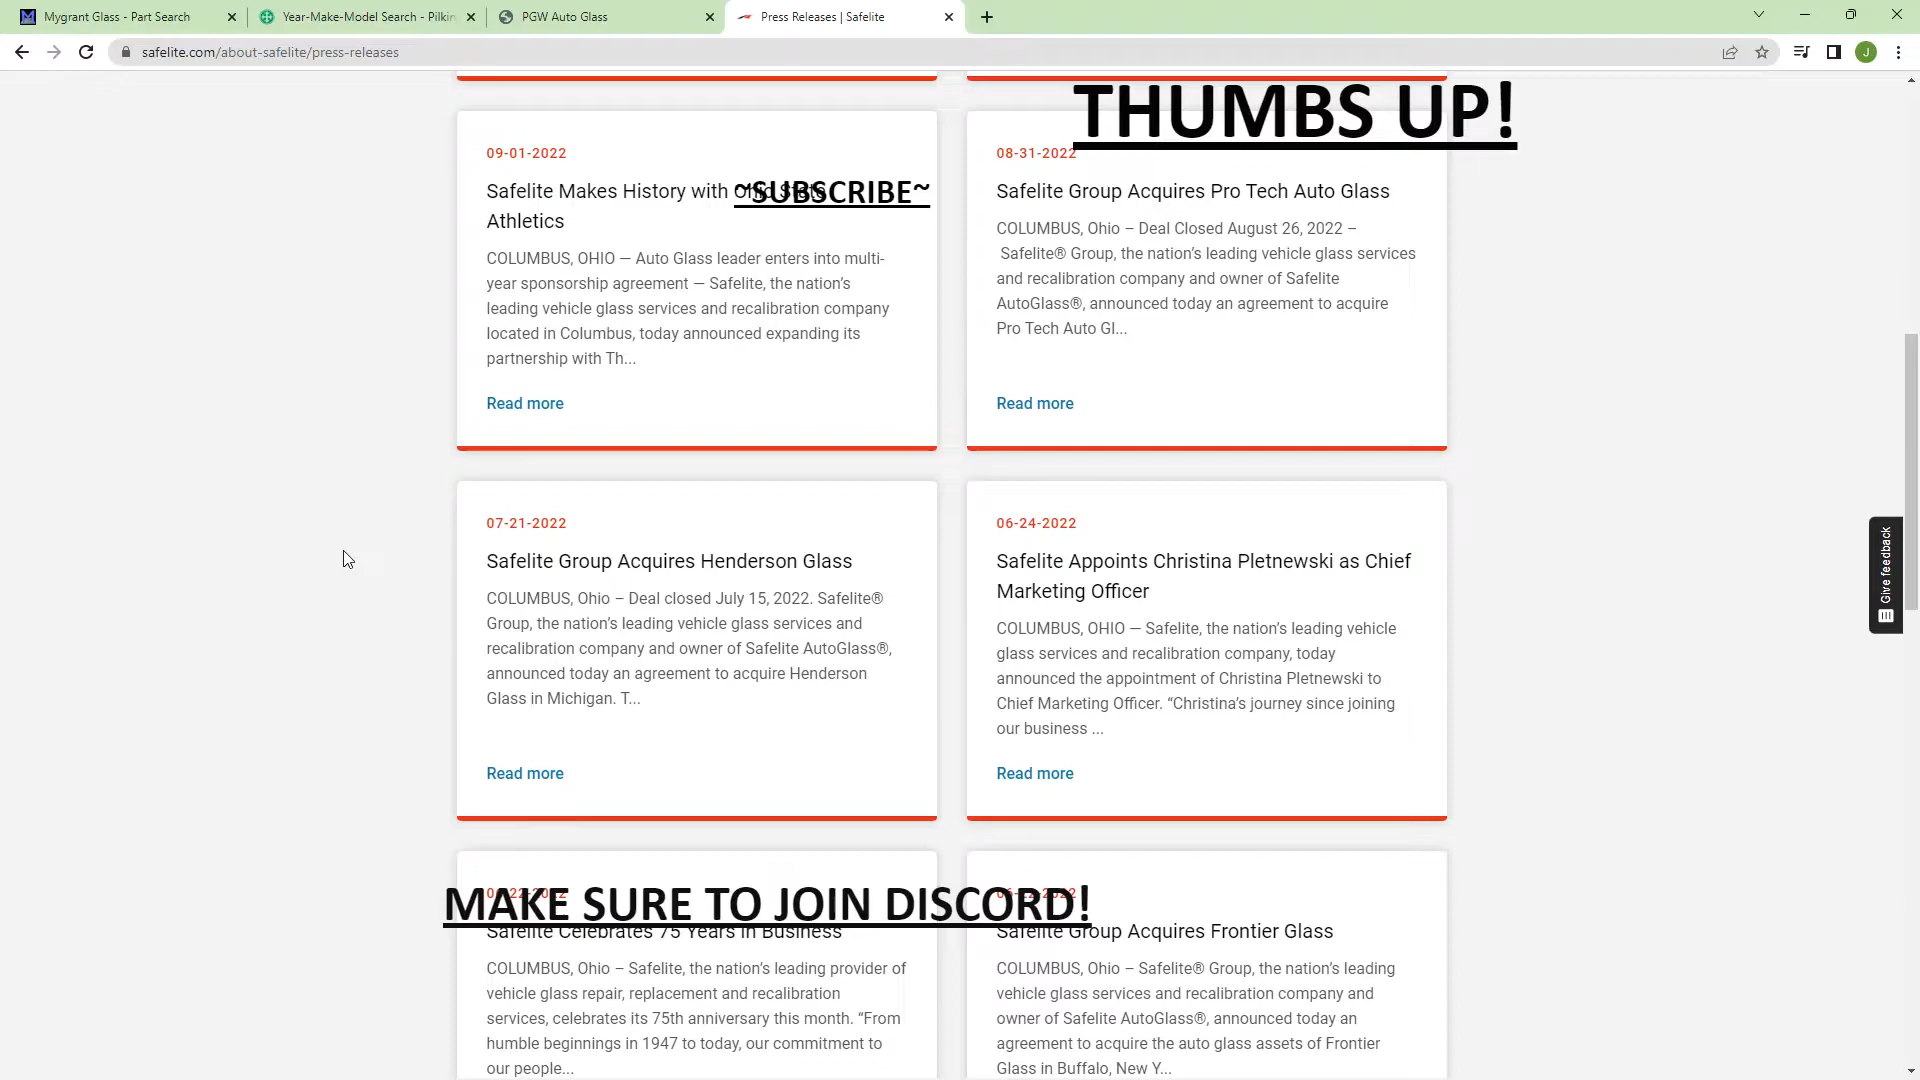 Mygrant Glass - Part Search
Year-Make-Model Search - Pilkin
PGW Auto Glass
Press Releases | Safelite
safelite.com/about-safelite/press-releases
J
THUMBS UP!
~SUBSCRIBE~
09-01-2022
Safelite Makes History with Ohio State
Athletics
COLUMBUS, OHIO — Auto Glass leader enters into multi-
year sponsorship agreement — Safelite, the nation’s
leading vehicle glass services and recalibration company
located in Columbus, today announced expanding its
partnership with Th...
Read more
08-31-2022
Safelite Group Acquires Pro Tech Auto Glass
COLUMBUS, Ohio – Deal Closed August 26, 2022 –
Safelite® Group, the nation’s leading vehicle glass services
and recalibration company and owner of Safelite
AutoGlass®, announced today an agreement to acquire
Pro Tech Auto Gl...
Read more
07-21-2022
Safelite Group Acquires Henderson Glass
COLUMBUS, Ohio – Deal closed July 15, 2022. Safelite®
Group, the nation’s leading vehicle glass services and
recalibration company and owner of Safelite AutoGlass®,
announced today an agreement to acquire Henderson
Glass in Michigan. T...
Read more
06-24-2022
Safelite Appoints Christina Pletnewski as Chief
Marketing Officer
COLUMBUS, OHIO — Safelite, the nation’s leading vehicle
glass services and recalibration company, today
announced the appointment of Christina Pletnewski to
Chief Marketing Officer. “Christina’s journey since joining
our business ...
Read more
Give feedback
MAKE SURE TO JOIN DISCORD!
Safelite Celebrates 75 Years in Business
COLUMBUS, Ohio – Safelite, the nation’s leading provider of
vehicle glass repair, replacement and recalibration
services, celebrates its 75th anniversary this month. “From
humble beginnings in 1947 to today, our commitment to
our people...
Safelite Group Acquires Frontier Glass
COLUMBUS, Ohio – Safelite® Group, the nation’s leading
vehicle glass services and recalibration company and
owner of Safelite AutoGlass®, announced today an
agreement to acquire the auto glass assets of Frontier
Glass in Buffalo, New Y...